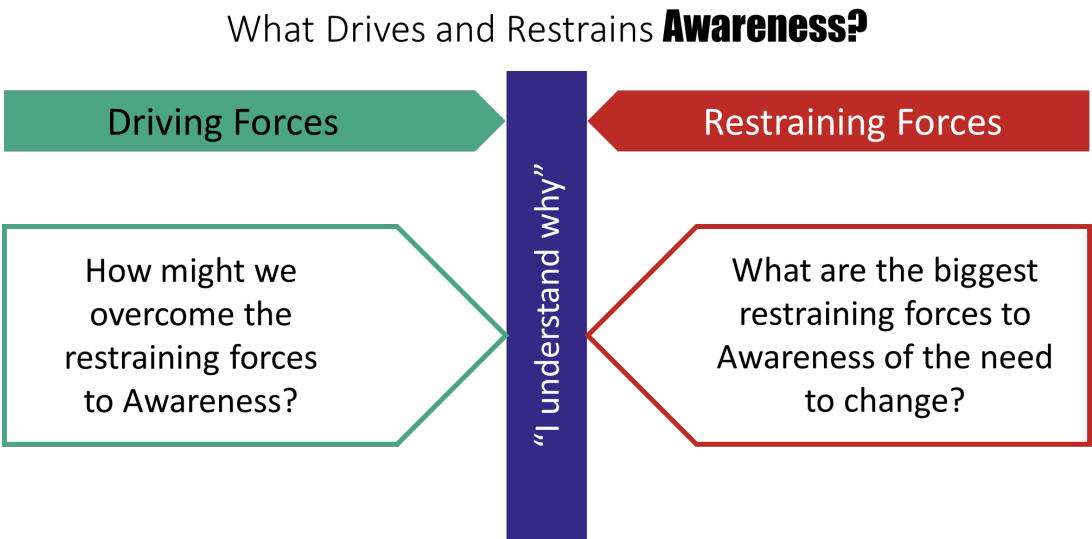 What Drives and Restrains Awareness?
Driving Forces
Restraining Forces
How might we
overcome the
restraining forces
to Awareness?
“I understand why”
What are the biggest
restraining forces to
Awareness of the need
to change?